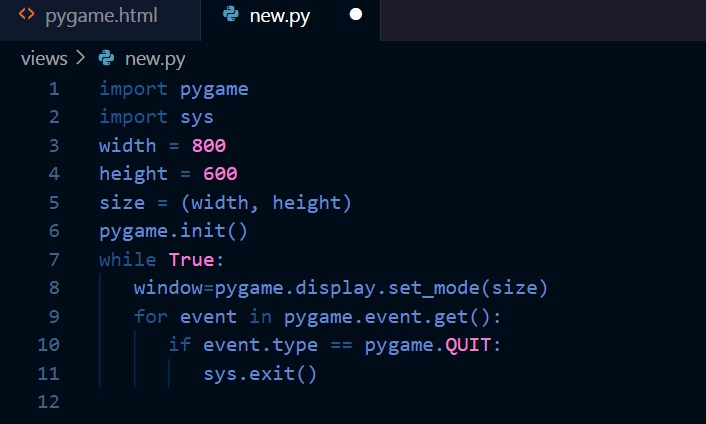 <> pygame.html new.py
views > new.py
1 import pygame
2 import sys
3 width = 800
4 height = 600
5 size = (width, height)
6 pygame.init()
7 while True:
8     window=pygame.display.set_mode(size)
9     for event in pygame.event.get():
10         if event.type == pygame.QUIT:
11             sys.exit()
12